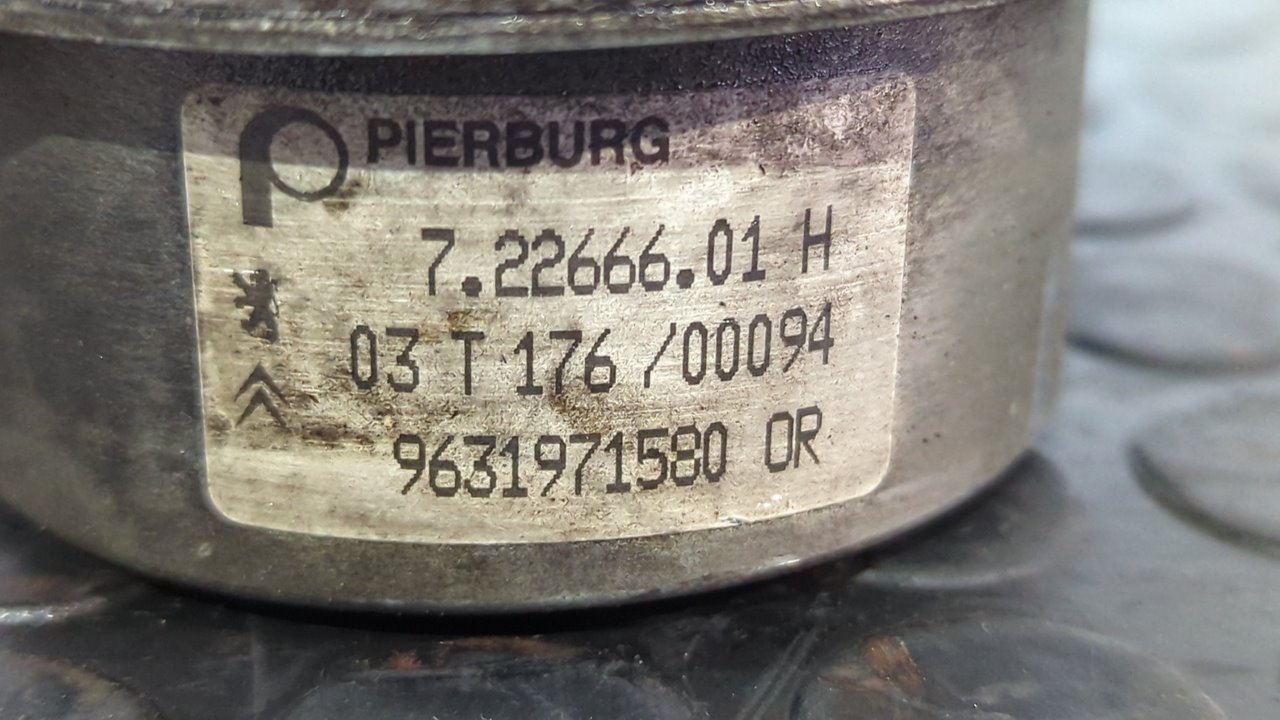 PIERBURG
7.22666.01 H
03 T 176 /00094
9631971580 OR